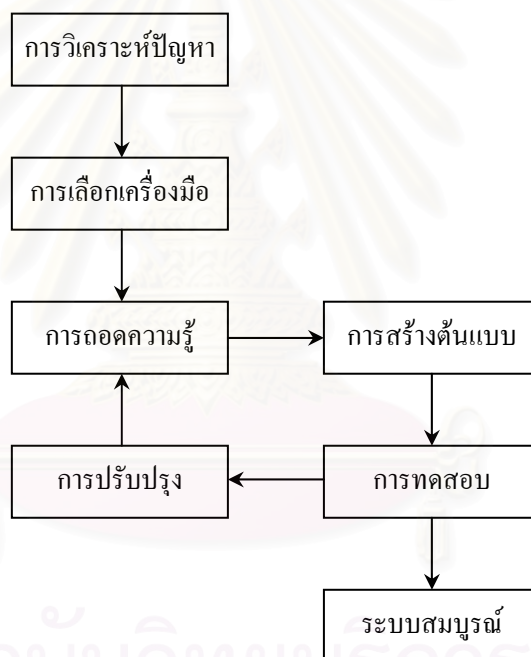 การวิเคราะห์ปัญหา
การเลือกเครื่องมือ
การถอดความรู้
การสร้างต้นแบบ
การปรับปรุง
การทดสอบ
ระบบสมบูรณ์